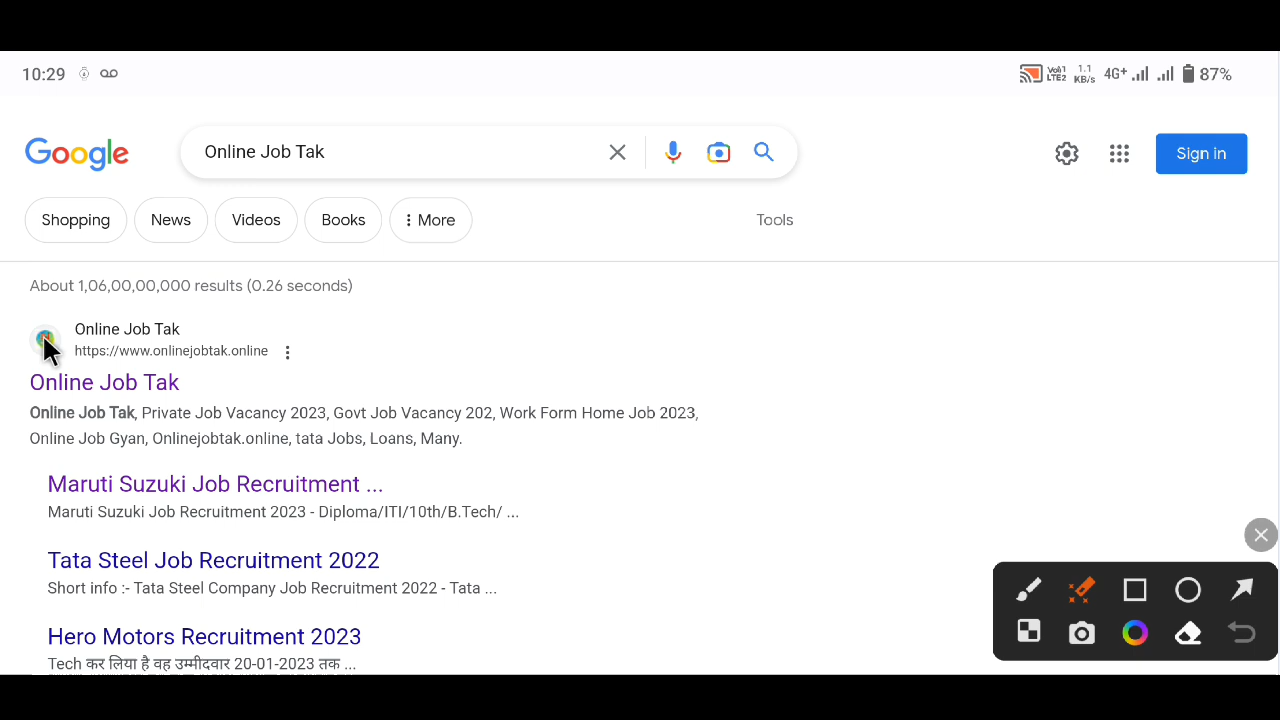 10:29
Vol1 LTE2 1.1 KB/s 4G+ 87%
Google
Online Job Tak
Sign in
Shopping
News
Videos
Books
More
Tools
About 1,06,00,00,000 results (0.26 seconds)
Online Job Tak
https://www.onlinejobtak.online
Online Job Tak
Online Job Tak, Private Job Vacancy 2023, Govt Job Vacancy 202, Work Form Home Job 2023,
Online Job Gyan, Onlinejobtak.online, tata Jobs, Loans, Many.
Maruti Suzuki Job Recruitment ...
Maruti Suzuki Job Recruitment 2023 - Diploma/ITI/10th/B.Tech/ ...
Tata Steel Job Recruitment 2022
Short info :- Tata Steel Company Job Recruitment 2022 - Tata ...
Hero Motors Recruitment 2023
Tech कर लिया है वह उम्मीदवार 20-01-2023 तक ...